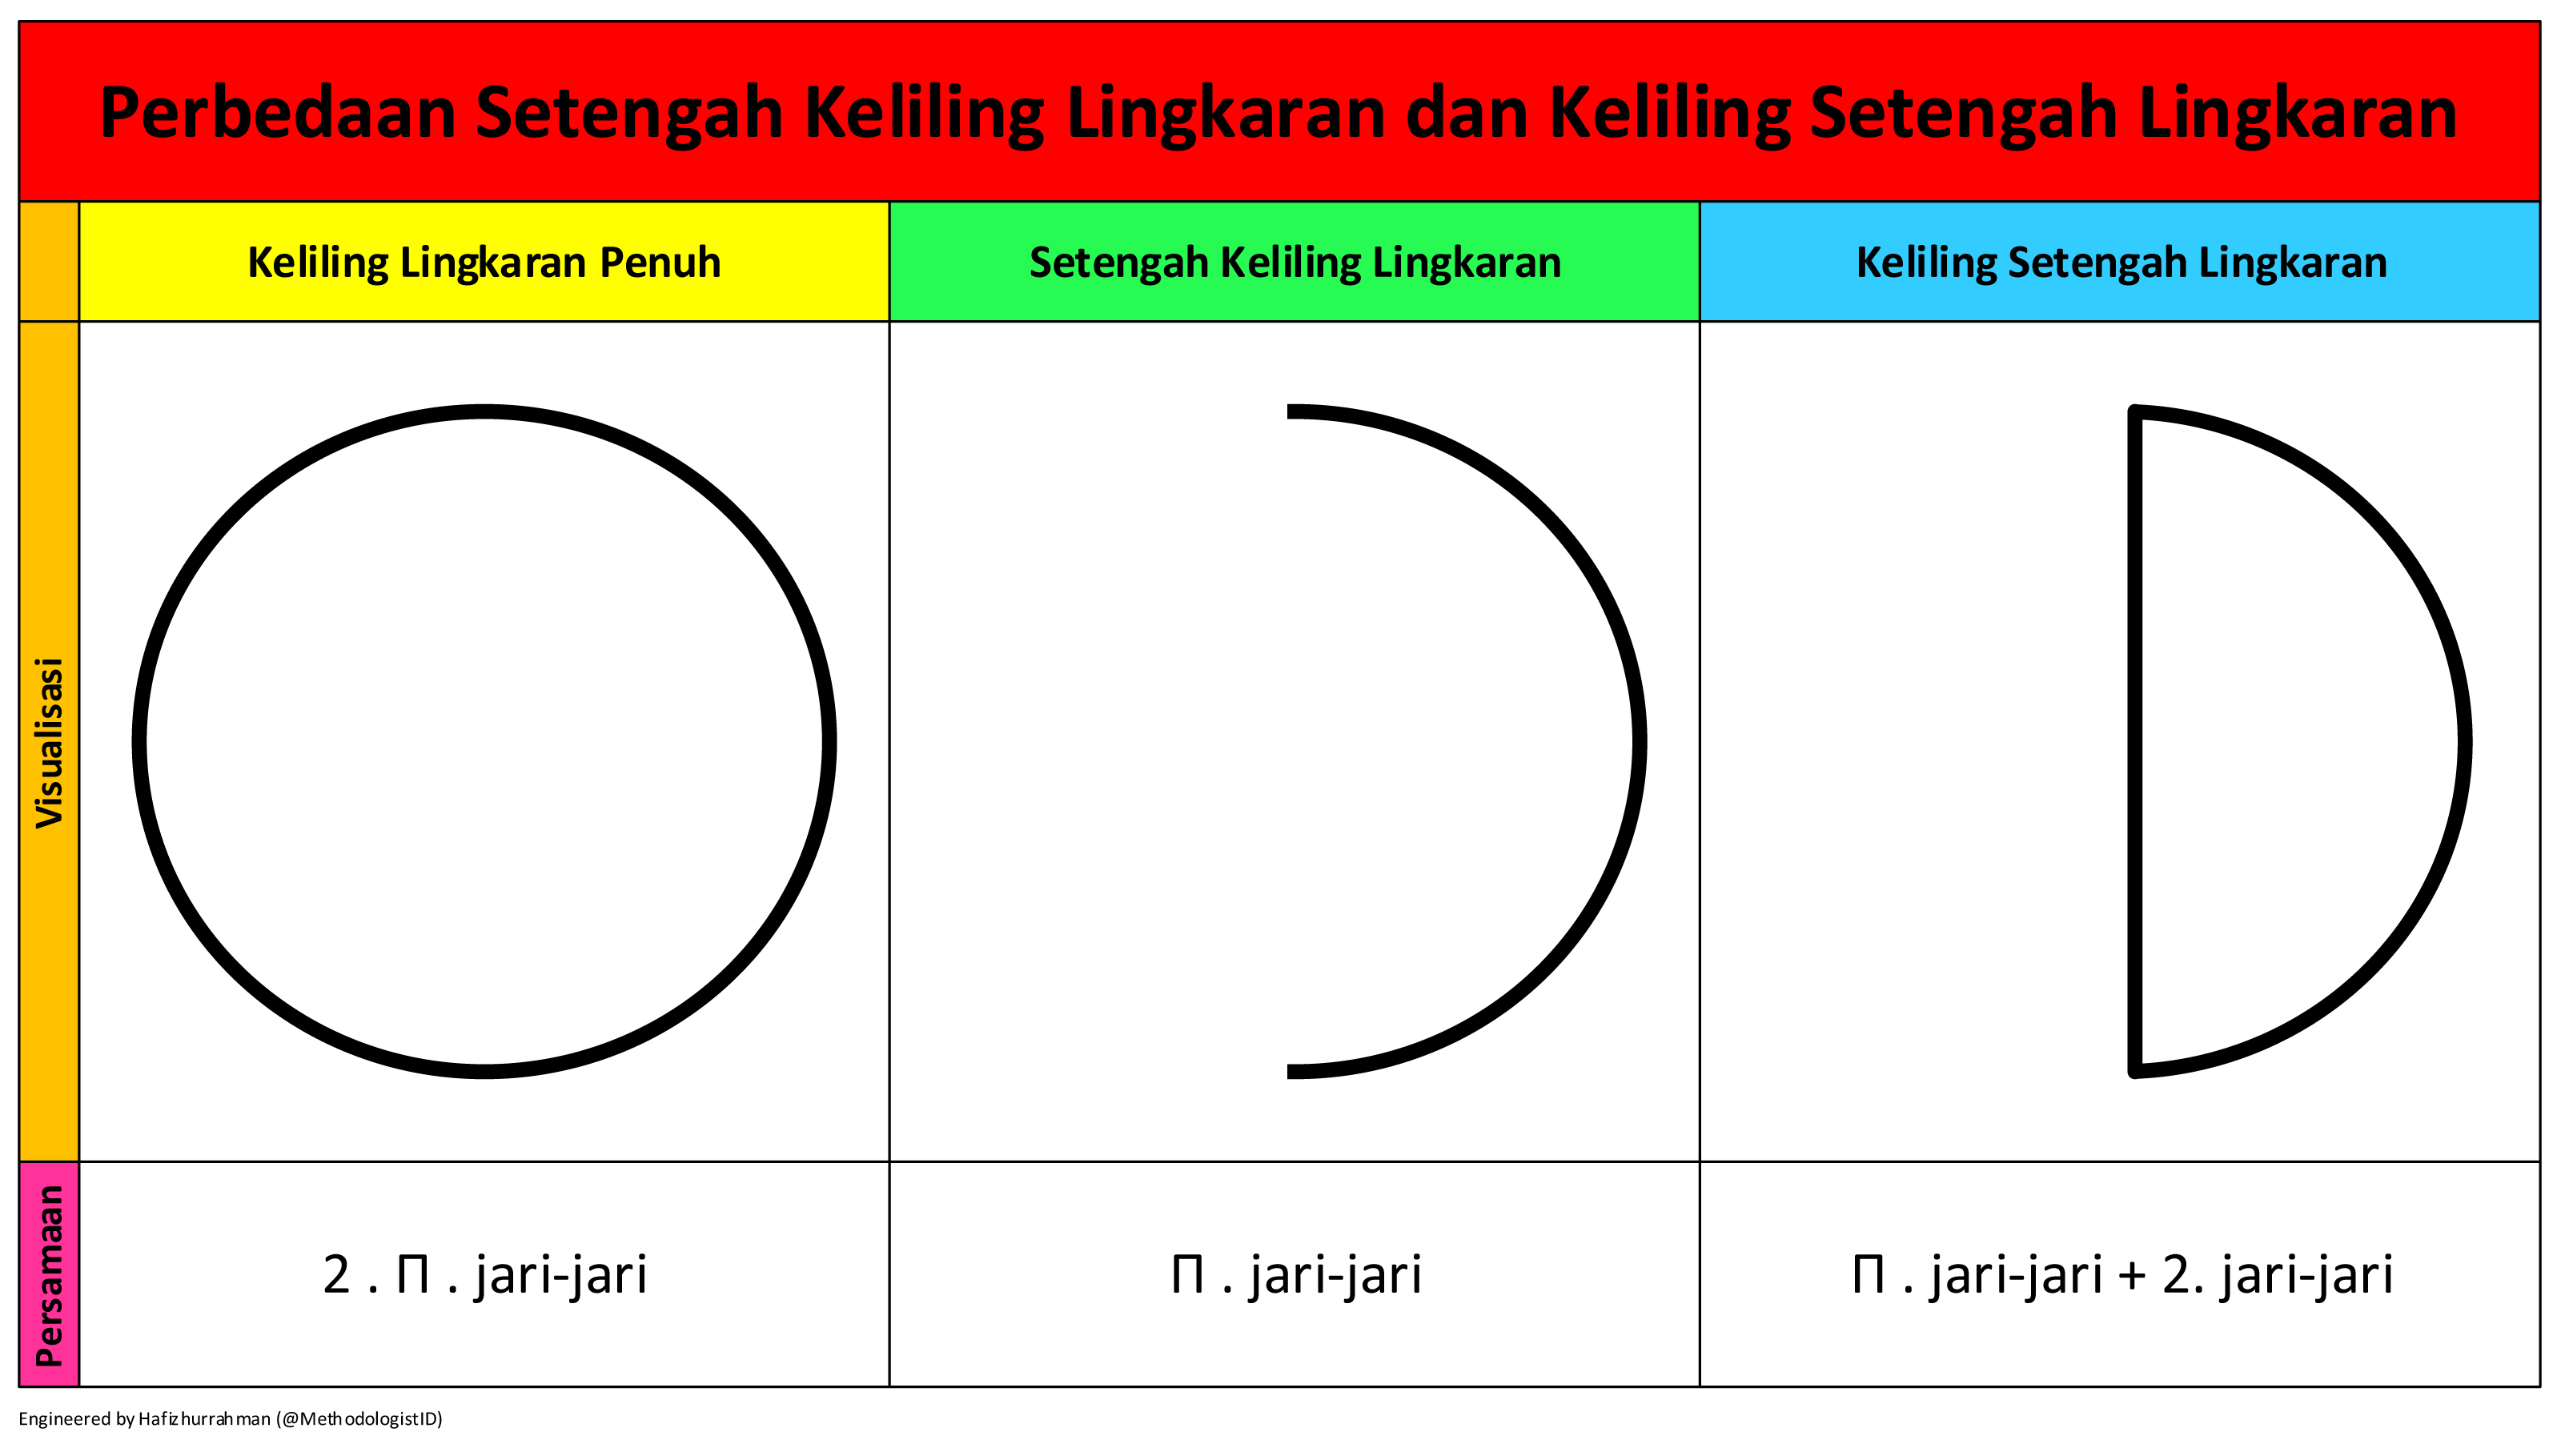 Perbedaan Setengah Keliling Lingkaran dan Keliling Setengah Lingkaran
Keliling Lingkaran Penuh
Setengah Keliling Lingkaran
Keliling Setengah Lingkaran
Visualisasi
Persamaan
2 . Π . jari-jari
Π . jari-jari
Π . jari-jari + 2. jari-jari
Engineered by Hafizhurrahman (@MethodologistID)